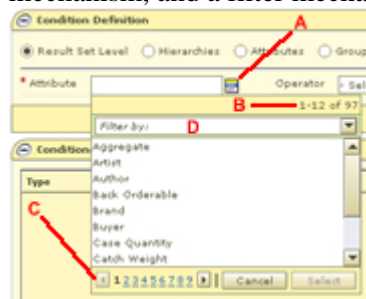 mechanism, and a filter mecha
Condition Definition
Result Set Level Hierarchies Attributes Group
A
* Attribute Operator - Sel
B 1-12 of 97
Filter by: D
Condition
Aggregate
Artist
Type Author
Back Orderable
Brand
C Buyer
Case Quantity
Catch Weight
1 2 3 4 5 6 7 8 9 Cancel Select